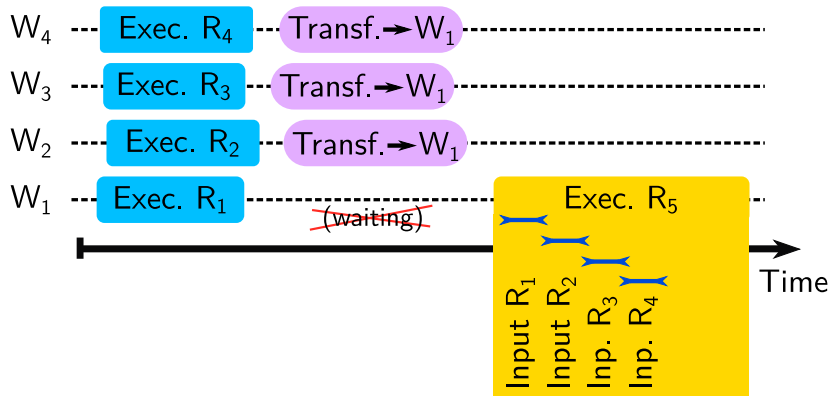 W₄ Exec. R₄ Transf.→W₁
W₃ Exec. R₃ Transf.→W₁
W₂ Exec. R₂ Transf.→W₁
W₁ Exec. R₁ Exec. R₅
(waiting)
Time
Input R₁
Input R₂
Inp. R₃
Inp. R₄